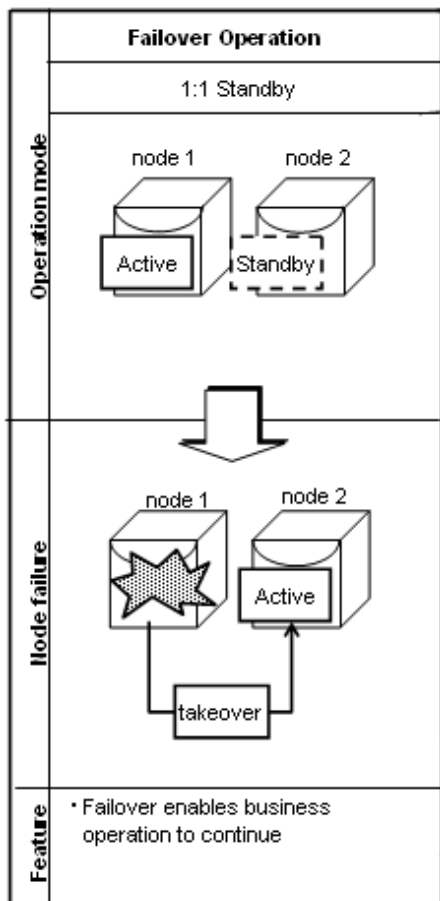 Failover Operation
1:1 Standby
Operation mode
node 1
node 2
Active
Standby
Node failure
node 1
node 2
Active
takeover
Feature
・Failover enables business
operation to continue